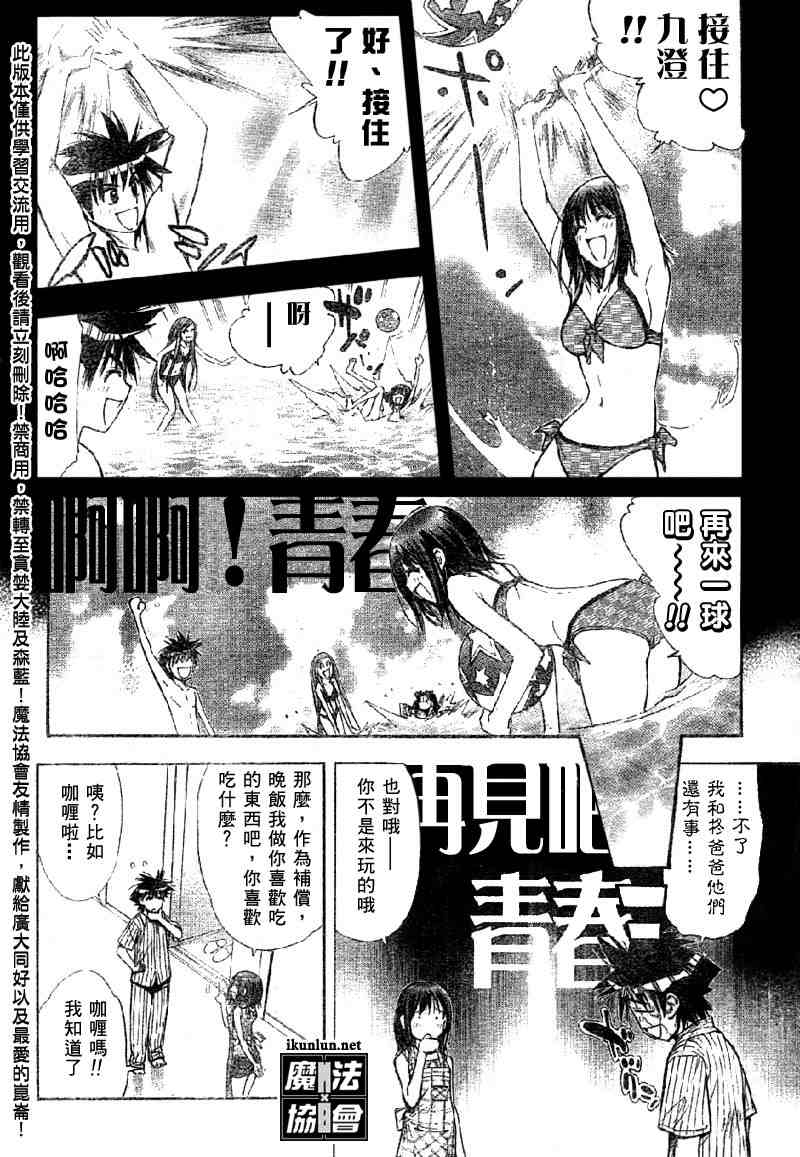 接住♡
九澄
!!
好、接住
了!!
ポーン
呀
——
啊哈哈哈
再來一球
吧~~~!!
啊啊!青春
……不了
我和柊爸爸他們
還有事……
再見吧
青春…
也對哦——
你不是來玩的哦
那麼，作為補償，
晚飯我做你喜歡吃
的東西吧，你喜歡
吃什麼？
咦？比如
咖喱啦…
咖喱嗎!!
我知道了
ikunlun.net
魔法
協會
此版本僅供學習交流用，觀看後請立刻刪除！禁商用，禁轉至貪婪大陸及森藍！魔法協會友情製作，獻給廣大同好以及最愛的崑崙！